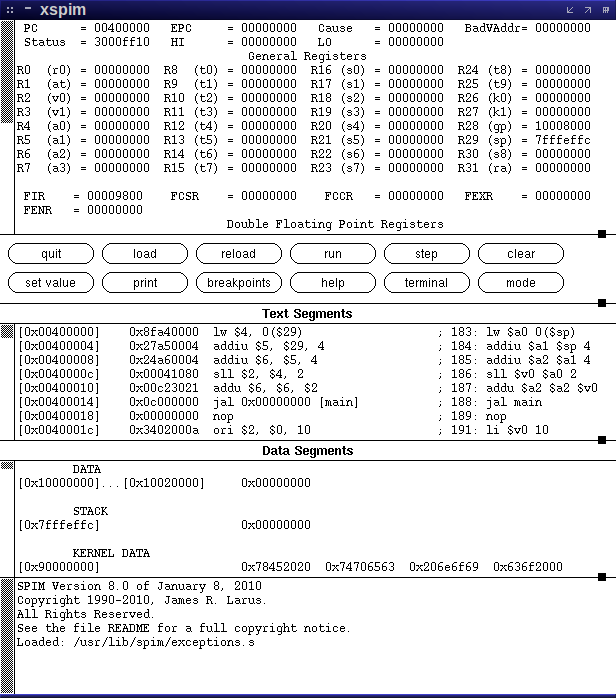 xspim
PC = 00400000 EPC = 00000000 Cause = 00000000 BadVAddr= 00000000
Status = 3000ff10 HI = 00000000 LO = 00000000
General Registers
R0 (r0) = 00000000 R8 (t0) = 00000000 R16 (s0) = 00000000 R24 (t8) = 00000000
R1 (at) = 00000000 R9 (t1) = 00000000 R17 (s1) = 00000000 R25 (t9) = 00000000
R2 (v0) = 00000000 R10 (t2) = 00000000 R18 (s2) = 00000000 R26 (k0) = 00000000
R3 (v1) = 00000000 R11 (t3) = 00000000 R19 (s3) = 00000000 R27 (k1) = 00000000
R4 (a0) = 00000000 R12 (t4) = 00000000 R20 (s4) = 00000000 R28 (gp) = 10008000
R5 (a1) = 00000000 R13 (t5) = 00000000 R21 (s5) = 00000000 R29 (sp) = 7fffeffc
R6 (a2) = 00000000 R14 (t6) = 00000000 R22 (s6) = 00000000 R30 (s8) = 00000000
R7 (a3) = 00000000 R15 (t7) = 00000000 R23 (s7) = 00000000 R31 (ra) = 00000000
FIR = 00009800 FCSR = 00000000 FCCR = 00000000 FEXR = 00000000
FENR = 00000000
Double Floating Point Registers
quit load reload run step clear
set value print breakpoints help terminal mode
Text Segments
[0x00400000] 0x8fa40000 lw $4, 0($29) ; 183: lw $a0 0($sp)
[0x00400004] 0x27a50004 addiu $5, $29, 4 ; 184: addiu $a1 $sp 4
[0x00400008] 0x24a60004 addiu $6, $5, 4 ; 185: addiu $a2 $a1 4
[0x0040000c] 0x00041080 sll $2, $4, 2 ; 186: sll $v0 $a0 2
[0x00400010] 0x00c23021 addu $6, $6, $2 ; 187: addu $a2 $a2 $v0
[0x00400014] 0x0c000000 jal 0x00000000 [main] ; 188: jal main
[0x00400018] 0x00000000 nop ; 189: nop
[0x0040001c] 0x3402000a ori $2, $0, 10 ; 191: li $v0 10
Data Segments
DATA
[0x10000000]...[0x10020000] 0x00000000
STACK
[0x7fffeffc] 0x00000000
KERNEL DATA
[0x90000000] 0x78452020 0x74706563 0x206e6f69 0x636f2000
SPIM Version 8.0 of January 8, 2010
Copyright 1990-2010, James R. Larus.
All Rights Reserved.
See the file README for a full copyright notice.
Loaded: /usr/lib/spim/exceptions.s